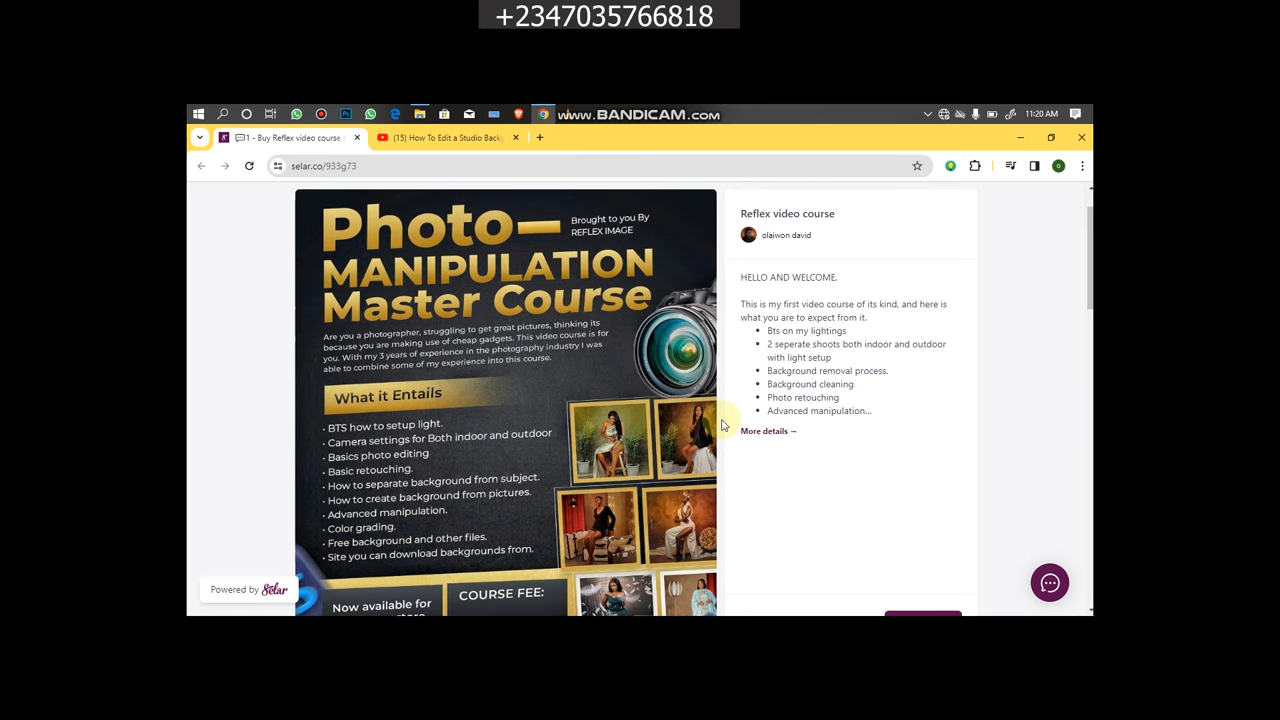 +2347035766818
www.BANDICAM.com
11:20 AM
1 - Buy Reflex video course
(15) How To Edit a Studio Backg
selar.co/933g73
Photo—
Brought to you By
REFLEX IMAGE
MANIPULATION
Master Course
Are you a photographer, struggling to get great pictures, thinking its
because you are making use of cheap gadgets. This video course is for
you. With my 3 years of experience in the photography industry I was
able to combine some of my experience into this course.
What it Entails
• BTS how to setup light.
• Camera settings for Both indoor and outdoor
• Basics photo editing
• Basic retouching.
• How to separate background from subject.
• How to create background from pictures.
• Advanced manipulation.
• Color grading.
• Free background and other files.
• Site you can download backgrounds from.
Now available for
COURSE FEE:
Powered by Selar
Reflex video course
olaiwon david
HELLO AND WELCOME.
This is my first video course of its kind, and here is
what you are to expect from it.
• Bts on my lightings
• 2 seperate shoots both indoor and outdoor
with light setup
• Background removal process.
• Background cleaning
• Photo retouching
• Advanced manipulation...
More details →